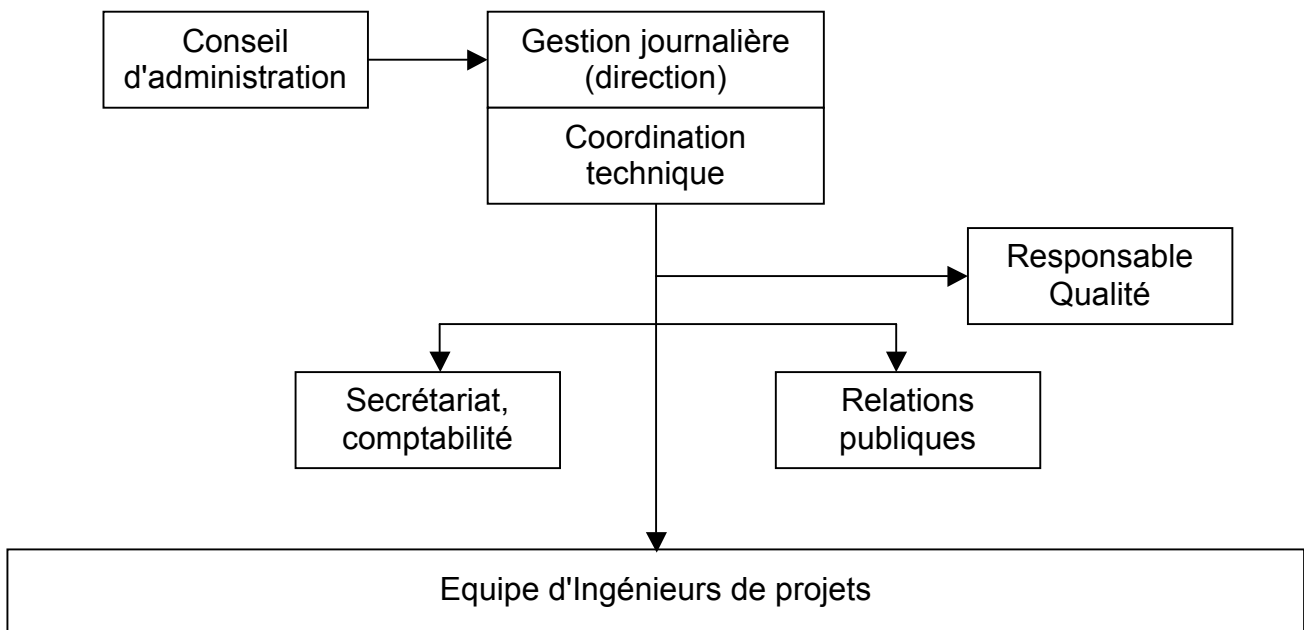 Conseil
d'administration
Gestion journalière
(direction)
Coordination
technique
Responsable
Qualité
Secrétariat,
comptabilité
Relations
publiques
Equipe d'Ingénieurs de projets